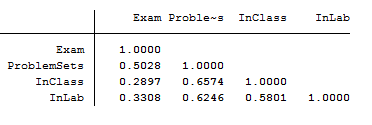 Exam Proble~s InClass InLab
Exam 1.0000
ProblemSets 0.5028 1.0000
InClass 0.2897 0.6574 1.0000
InLab 0.3308 0.6246 0.5801 1.0000